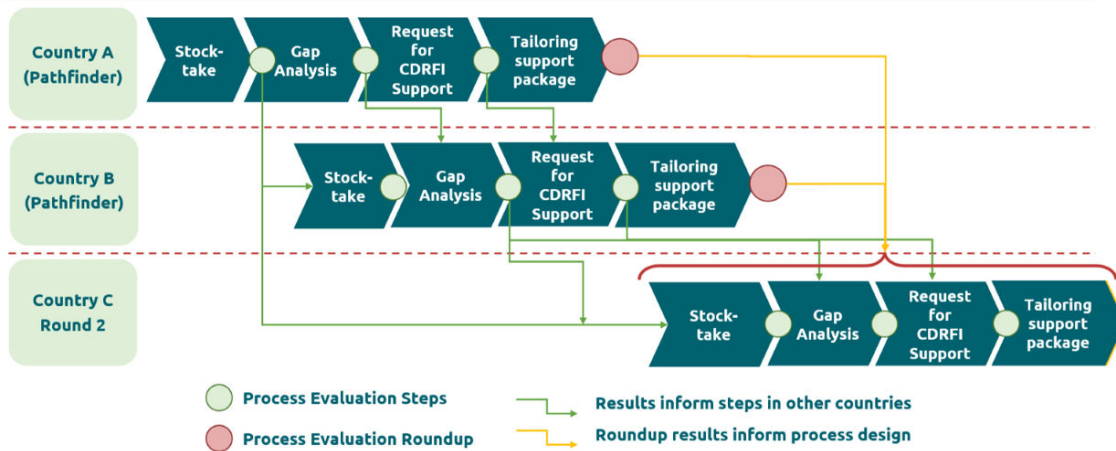 Country A
(Pathfinder)
Stock-
take
Gap
Analysis
Request
for
CDRFI
Support
Tailoring
support
package
Country B
(Pathfinder)
Stock-
take
Gap
Analysis
Request
for
CDRFI
Support
Tailoring
support
package
Country C
Round 2
Stock-
take
Gap
Analysis
Request
for
CDRFI
Support
Tailoring
support
package
Process Evaluation Steps
Results inform steps in other countries
Process Evaluation Roundup
Roundup results inform process design